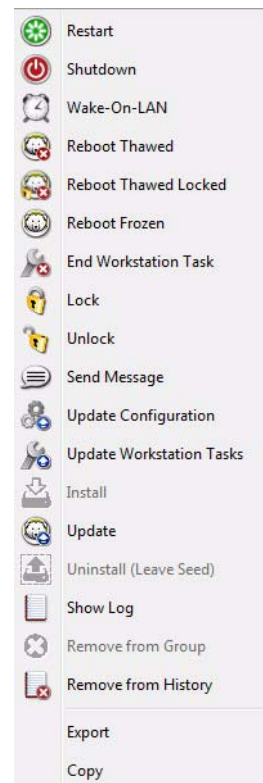 Restart
Shutdown
Wake-On-LAN
Reboot Thawed
Reboot Thawed Locked
Reboot Frozen
End Workstation Task
Lock
Unlock
Send Message
Update Configuration
Update Workstation Tasks
Install
Update
Uninstall (Leave Seed)
Show Log
Remove from Group
Remove from History
Export
Copy